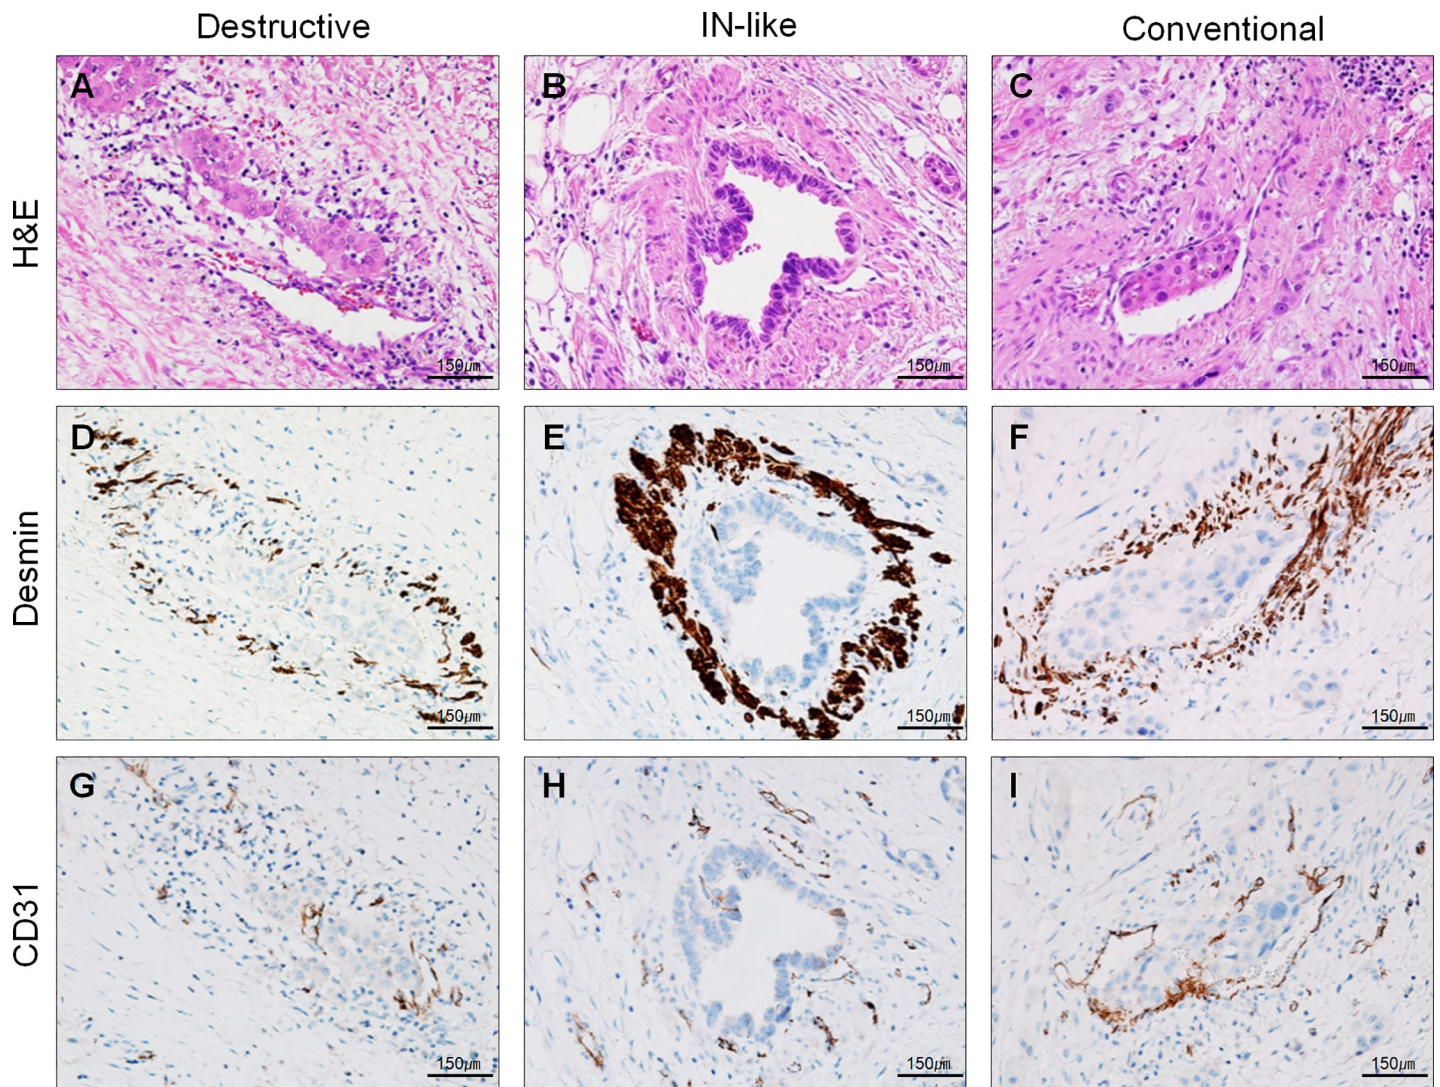 Destructive IN-like Conventional
H&E
A B C
150㎛ 150㎛ 150㎛
Desmin
D E F
150㎛ 150㎛ 150㎛
CD31
G H I
150㎛ 150㎛ 150㎛